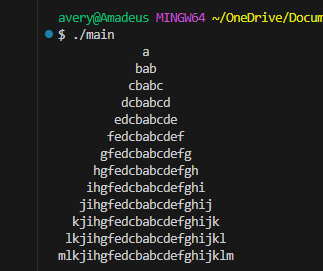 avery@Amadeus MINGW64 ~/OneDrive/Docum
$ ./main
a
bab
cbabc
dcbabcd
edcbabcde
fedcbabcdef
gfedcbabcdefg
hgfedcbabcdefgh
ihgfedcbabcdefghi
jihgfedcbabcdefghij
kjihgfedcbabcdefghijk
lkjihgfedcbabcdefghijkl
mlkjihgfedcbabcdefghijklm